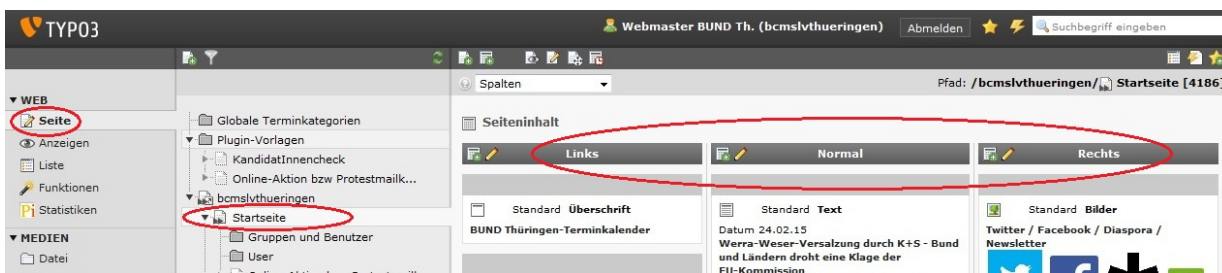 TYPO3
Webmaster BUND Th. (bcmslvthueringen)
Abmelden
Suchbegriff eingeben
Spalten
Pfad: /bcmslvthueringen/ Startseite [4186]
WEB
Seite
Anzeigen
Liste
Funktionen
Statistiken
MEDIEN
Datei
Globale Terminkategorien
Plugin-Vorlagen
KandidatInnencheck
Online-Aktion bzw Protestmailk...
bcmslvthueringen
Startseite
Gruppen und Benutzer
User
Seiteninhalt
Links
Normal
Rechts
Standard Überschrift
BUND Thüringen-Terminkalender
Standard Text
Datum 24.02.15
Werra-Weser-Versalzung durch K+S - Bund
und Ländern droht eine Klage der
EU-Kommission
Standard Bilder
Twitter / Facebook / Diaspora /
Newsletter